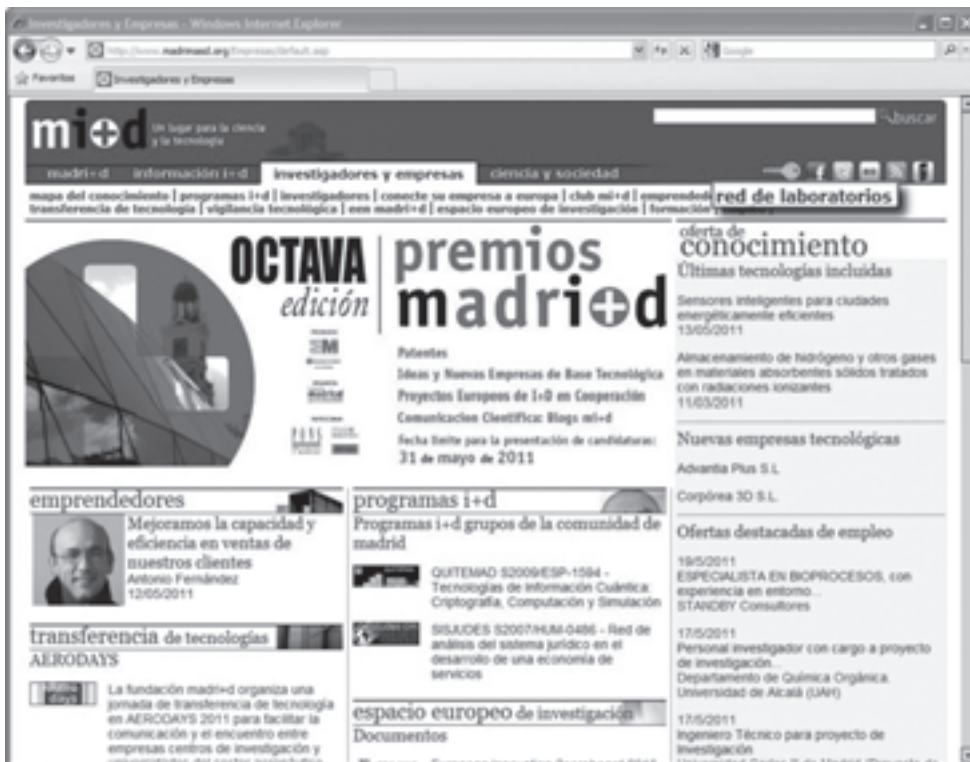 Investigadores y Empresas - Windows Internet Explorer
http://www.madrimasd.org/Empresas/default.asp
Google
Favoritos
Investigadores y Empresas
mi+d
Un lugar para la ciencia
y la tecnología
buscar
madri+d información i+d investigadores y empresas ciencia y sociedad
mapa del conocimiento | programas i+d | investigadores | conecte su empresa a europa | club mi+d |
red de laboratorios
transferencia de tecnología | vigilancia tecnológica | een madri+d | espacio europeo de investigación | formación |
OCTAVA
edición
premios
madri+d
3M
Patentes
Ideas y Nuevas Empresas de Base Tecnológica
Proyectos Europeos de I+D en Cooperación
Comunicacion Científica: Blogs mi+d
Fecha límite para la presentación de candidaturas:
31 de mayo de 2011
emprendedores
Mejoramos la capacidad y
eficiencia en ventas de
nuestros clientes
Antonio Fernández
12/05/2011
transferencia de tecnologías
AERODAYS
La fundación madri+d organiza una
jornada de transferencia de tecnología
en AERODAYS 2011 para facilitar la
comunicación y el encuentro entre
empresas centros de investigación y
programas i+d
Programas i+d grupos de la comunidad de
madrid
QUITEMAD S2009/ESP-1594 -
Tecnologías de Información Cuántica:
Criptografía, Computación y Simulación
SISJUDES S2007/HUM-0486 - Red de
análisis del sistema jurídico en el
desarrollo de una economía de
servicios
espacio europeo de investigación
Documentos
oferta de
conocimiento
Últimas tecnologías incluidas
Sensores inteligentes para ciudades
energéticamente eficientes
13/05/2011
Almacenamiento de hidrógeno y otros gases
en materiales absorbentes sólidos tratados
con radiaciones ionizantes
11/03/2011
Nuevas empresas tecnológicas
Advantia Plus S.L
Corpórea 3D S.L.
Ofertas destacadas de empleo
19/5/2011
ESPECIALISTA EN BIOPROCESOS, con
experiencia en entorno...
STANDBY Consultores
17/5/2011
Personal investigador con cargo a proyecto
de investigación...
Departamento de Química Orgánica.
Universidad de Alcalá (UAH)
17/5/2011
Ingeniero Técnico para proyecto de
Investigación